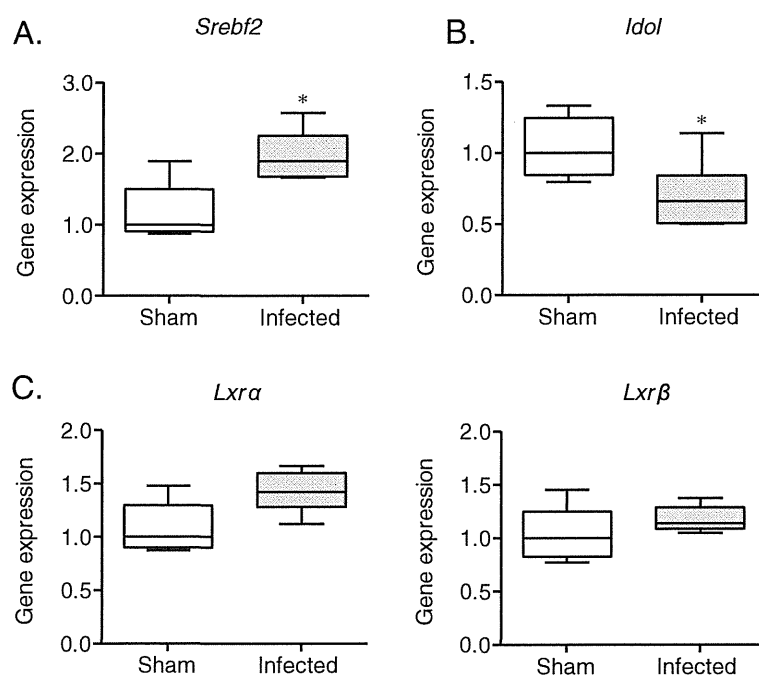 A.
Srebf2
Gene expression
3.0
*
2.0
1.0
0.0
Sham Infected
B.
Idol
Gene expression
1.5
*
1.0
0.5
0.0
Sham Infected
C.
Lxrα
Gene expression
2.0
1.5
1.0
0.5
0.0
Sham Infected
Lxrβ
Gene expression
2.0
1.5
1.0
0.5
0.0
Sham Infected